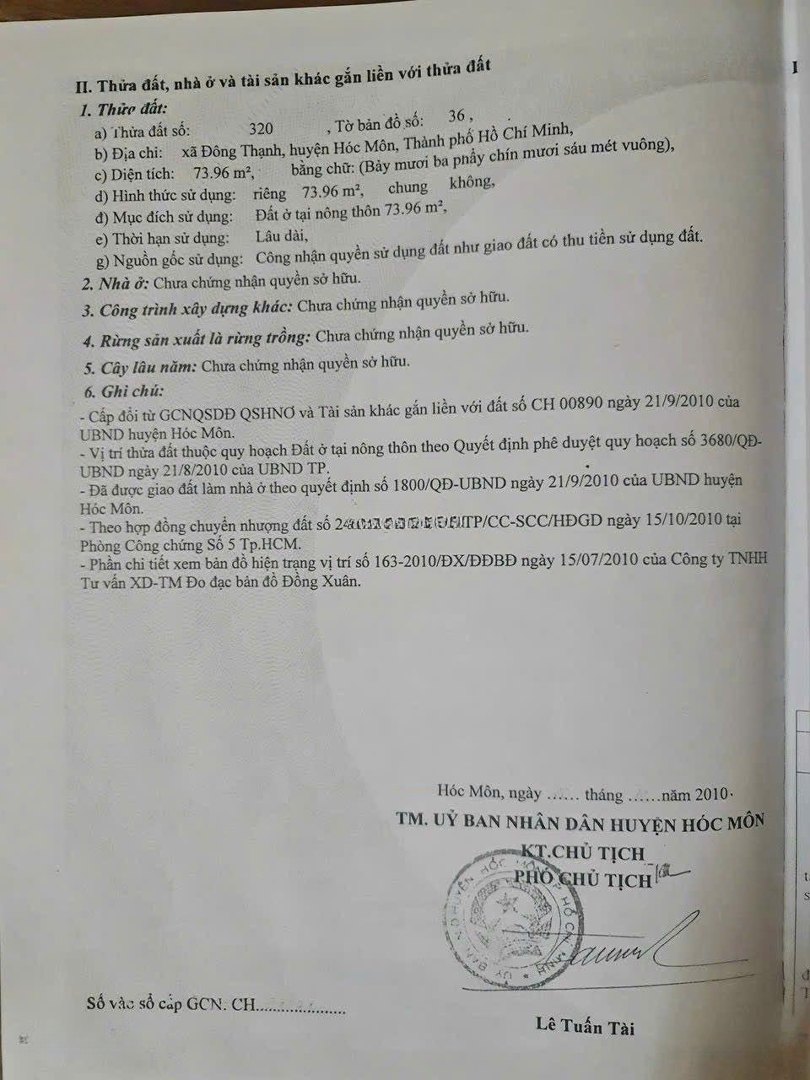 II. Thửa đất, nhà ở và tài sản khác gắn liền với thửa đất
1. Thửa đất:
a) Thửa đất số: 320 , Tờ bản đồ số: 36 ,
b) Địa chỉ: xã Đông Thạnh, huyện Hóc Môn, Thành phố Hồ Chí Minh,
c) Diện tích: 73.96 m², bằng chữ: (Bảy mươi ba phẩy chín mươi sáu mét vuông),
d) Hình thức sử dụng: riêng 73.96 m², chung không,
đ) Mục đích sử dụng: Đất ở tại nông thôn 73.96 m²,
e) Thời hạn sử dụng: Lâu dài,
g) Nguồn gốc sử dụng: Công nhận quyền sử dụng đất như giao đất có thu tiền sử dụng đất.
2. Nhà ở: Chưa chứng nhận quyền sở hữu.
3. Công trình xây dựng khác: Chưa chứng nhận quyền sở hữu.
4. Rừng sản xuất là rừng trồng: Chưa chứng nhận quyền sở hữu.
5. Cây lâu năm: Chưa chứng nhận quyền sở hữu.
6. Ghi chú:
- Cấp đổi từ GCNQSDĐ QSHNƠ và Tài sản khác gắn liền với đất số CH 00890 ngày 21/9/2010 của
UBND huyện Hóc Môn.
- Vị trí thửa đất thuộc quy hoạch Đất ở tại nông thôn theo Quyết định phê duyệt quy hoạch số 3680/QĐ-
UBND ngày 21/8/2010 của UBND TP.
- Đã được giao đất làm nhà ở theo quyết định số 1800/QĐ-UBND ngày 21/9/2010 của UBND huyện
Hóc Môn.
- Theo hợp đồng chuyển nhượng đất số /TP/CC-SCC/HĐGD ngày 15/10/2010 tại
Phòng Công chứng Số 5 Tp.HCM.
- Phần chi tiết xem bản đồ hiện trạng vị trí số 163-2010/ĐX/ĐĐBĐ ngày 15/07/2010 của Công ty TNHH
Tư vấn XD-TM Đo đạc bản đồ Đồng Xuân.
Hóc Môn, ngày ...... tháng ......năm 2010
TM. UỶ BAN NHÂN DÂN HUYỆN HÓC MÔN
KT.CHỦ TỊCH
PHÓ CHỦ TỊCH
Số vào sổ cấp GCN. CH....................
Lê Tuấn Tài